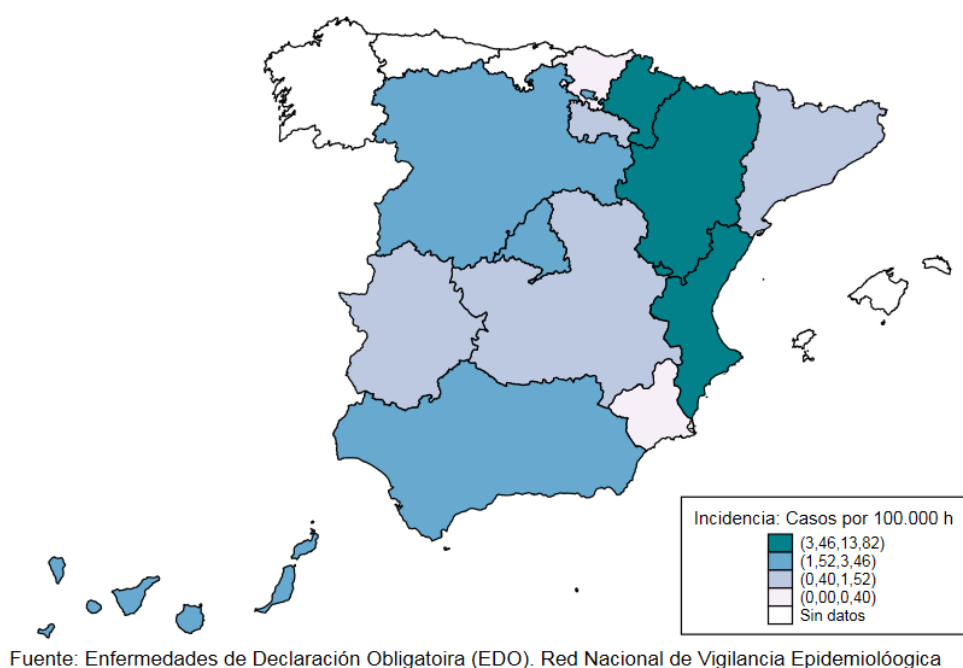 Incidencia: Casos por 100.000 h
(3,46,13,82)
(1,52,3,46)
(0,40,1,52)
(0,00,0,40)
Sin datos
Fuente: Enfermedades de Declaración Obligatoira (EDO). Red Nacional de Vigilancia Epidemiolóogica